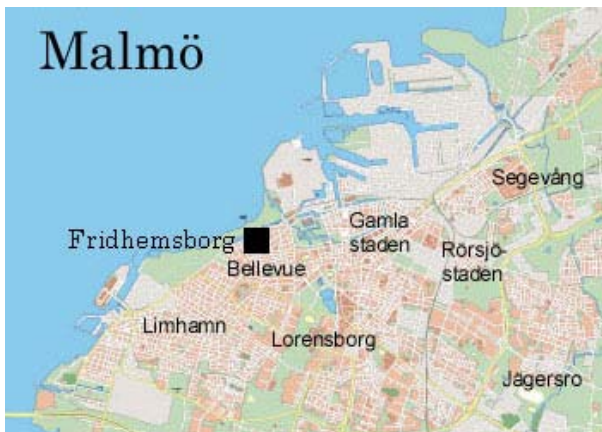 Malmö
Segevång
Gamla
staden
Fridhemsborg
Rörsjö-
staden
Bellevue
Limhamn
Lorensborg
Jägersro